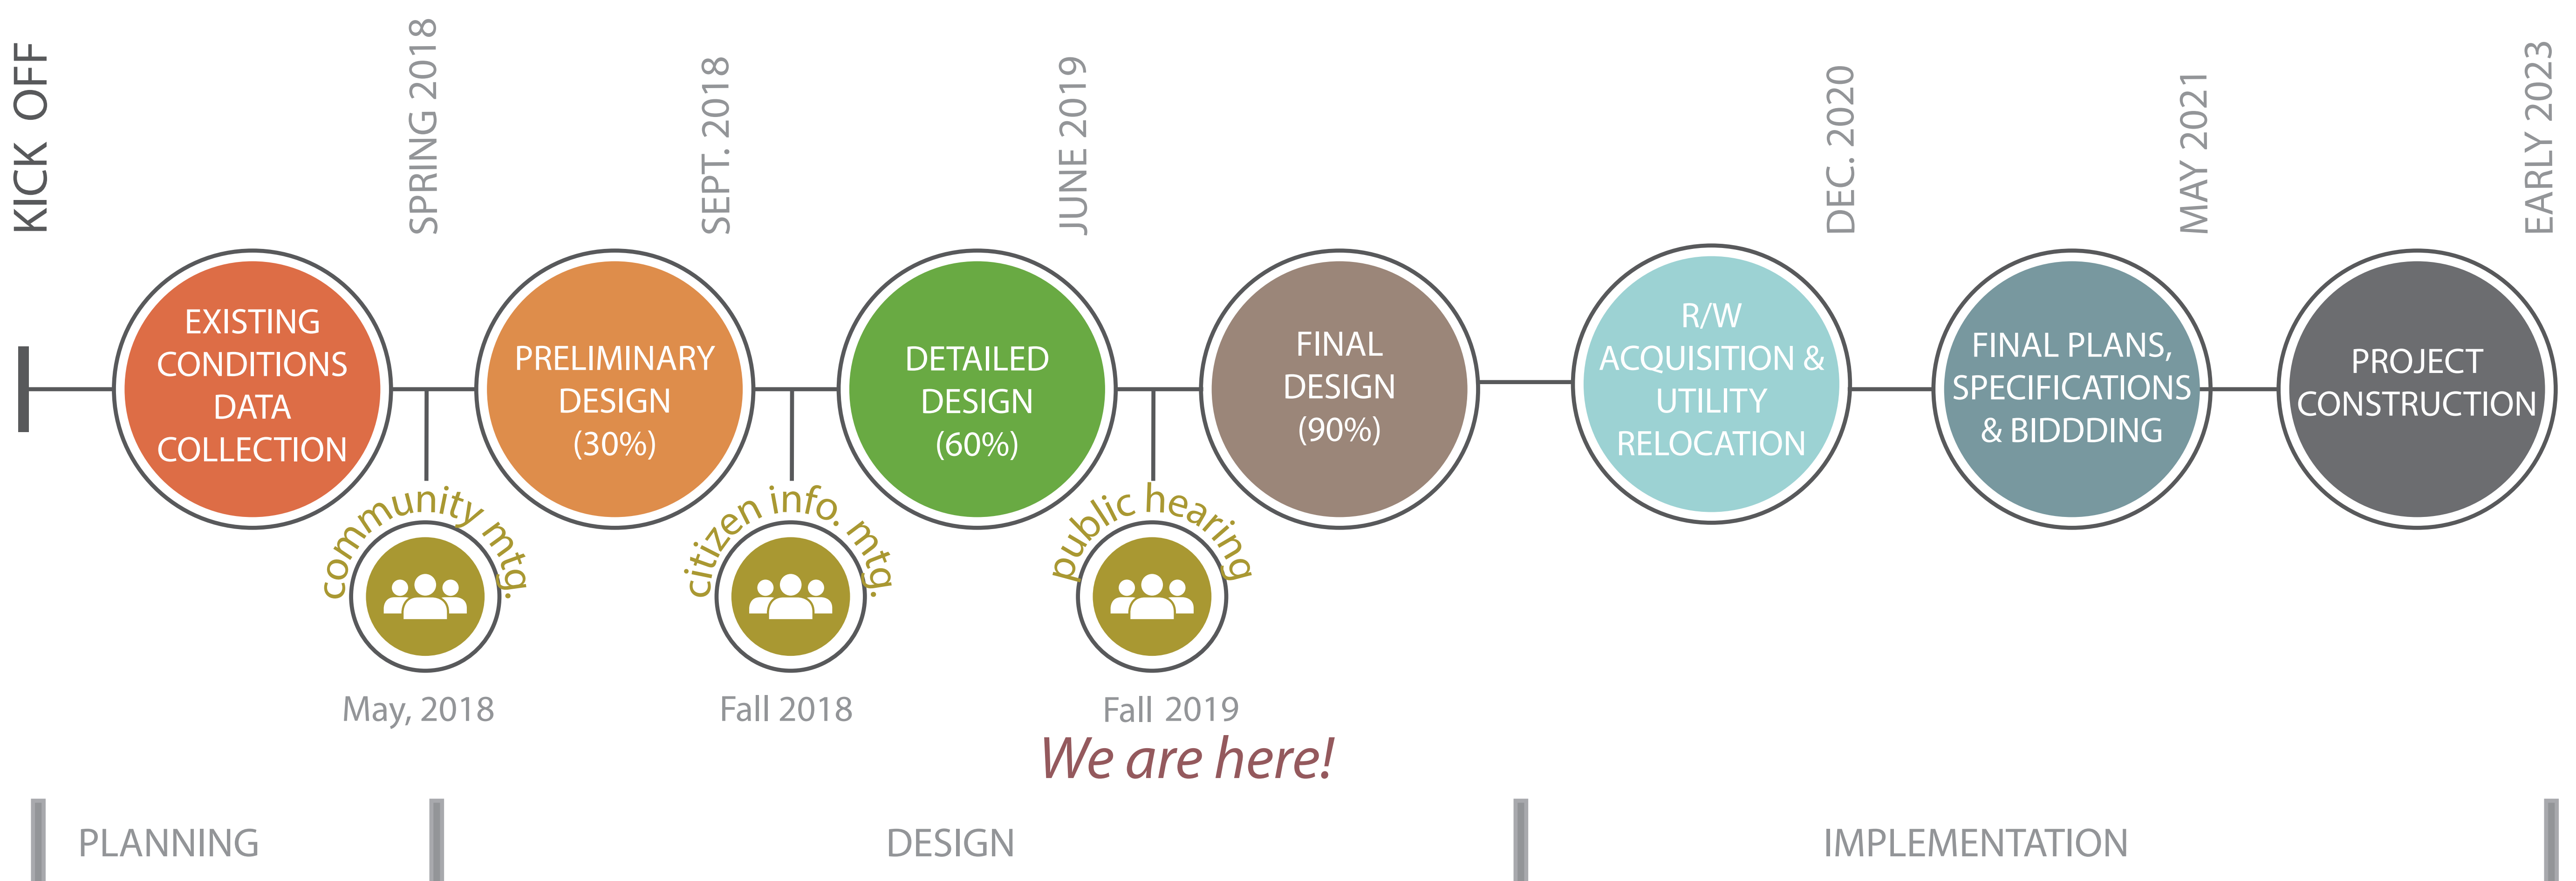 KICK OFF
SPRING 2018
SEPT. 2018
JUNE 2019
DEC. 2020
MAY 2021
EARLY 2023
EXISTING
CONDITIONS
DATA
COLLECTION
PRELIMINARY
DESIGN
(30%)
DETAILED
DESIGN
(60%)
FINAL
DESIGN
(90%)
R/W
ACQUISITION &
UTILITY
RELOCATION
FINAL PLANS,
SPECIFICATIONS
& BIDDDING
PROJECT
CONSTRUCTION
community mtg.
May, 2018
citizen info. mtg.
Fall 2018
public hearing
Fall 2019
We are here!
PLANNING
DESIGN
IMPLEMENTATION